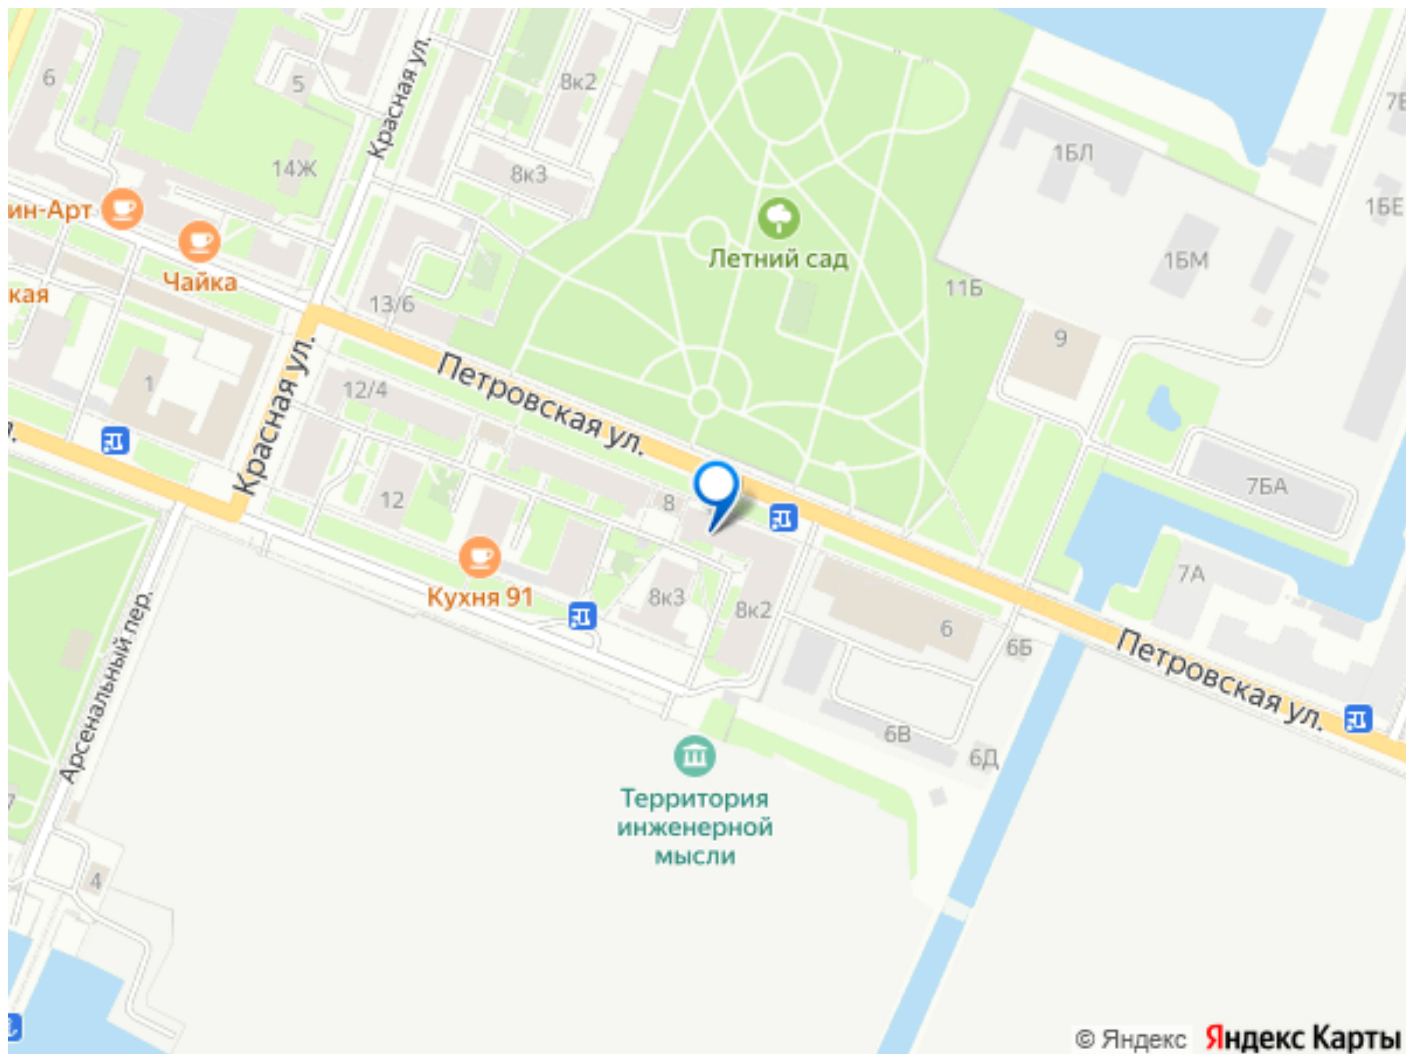 6
5
Красная ул.
8к2
7Б
14Ж
8к3
1БЛ
ин-Арт
1БЕ
Чайка
Летний сад
1БМ
кая
13/6
11Б
9
1
12/4
Красная ул.
Петровская ул.
12
8
7БА
Кухня 91
8к3
8к2
6
6Б
7А
Петровская ул.
Арсенальный пер.
6В
6Д
Территория
инженерной
мысли
7
4
© Яндекс
Яндекс Карты